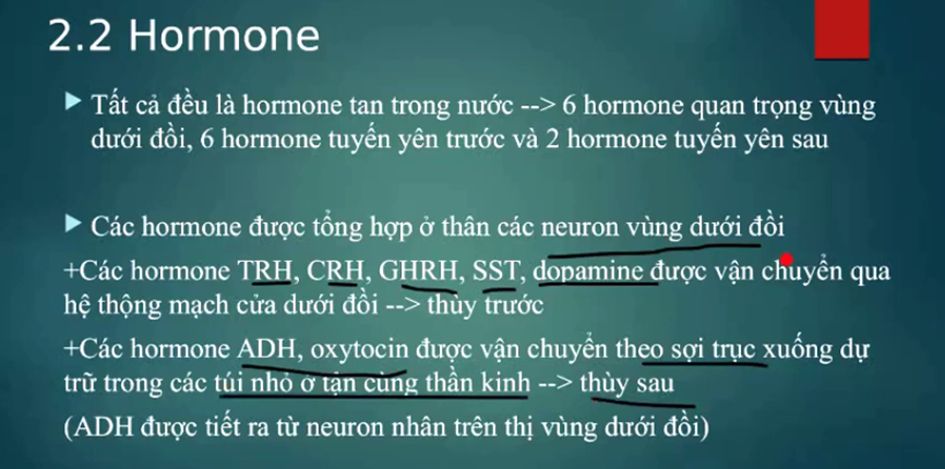 2.2 Hormone
Tất cả đều là hormone tan trong nước --> 6 hormone quan trọng vùng
dưới đồi, 6 hormone tuyến yên trước và 2 hormone tuyến yên sau
Các hormone được tổng hợp ở thân các neuron vùng dưới đồi
+Các hormone TRH, CRH, GHRH, SST, dopamine được vận chuyển qua
hệ thộng mạch cửa dưới đồi --> thùy trước
+Các hormone ADH, oxytocin được vận chuyển theo sợi trục xuống dự
trữ trong các túi nhỏ ở tận cùng thần kinh --> thùy sau
(ADH được tiết ra từ neuron nhân trên thị vùng dưới đồi)